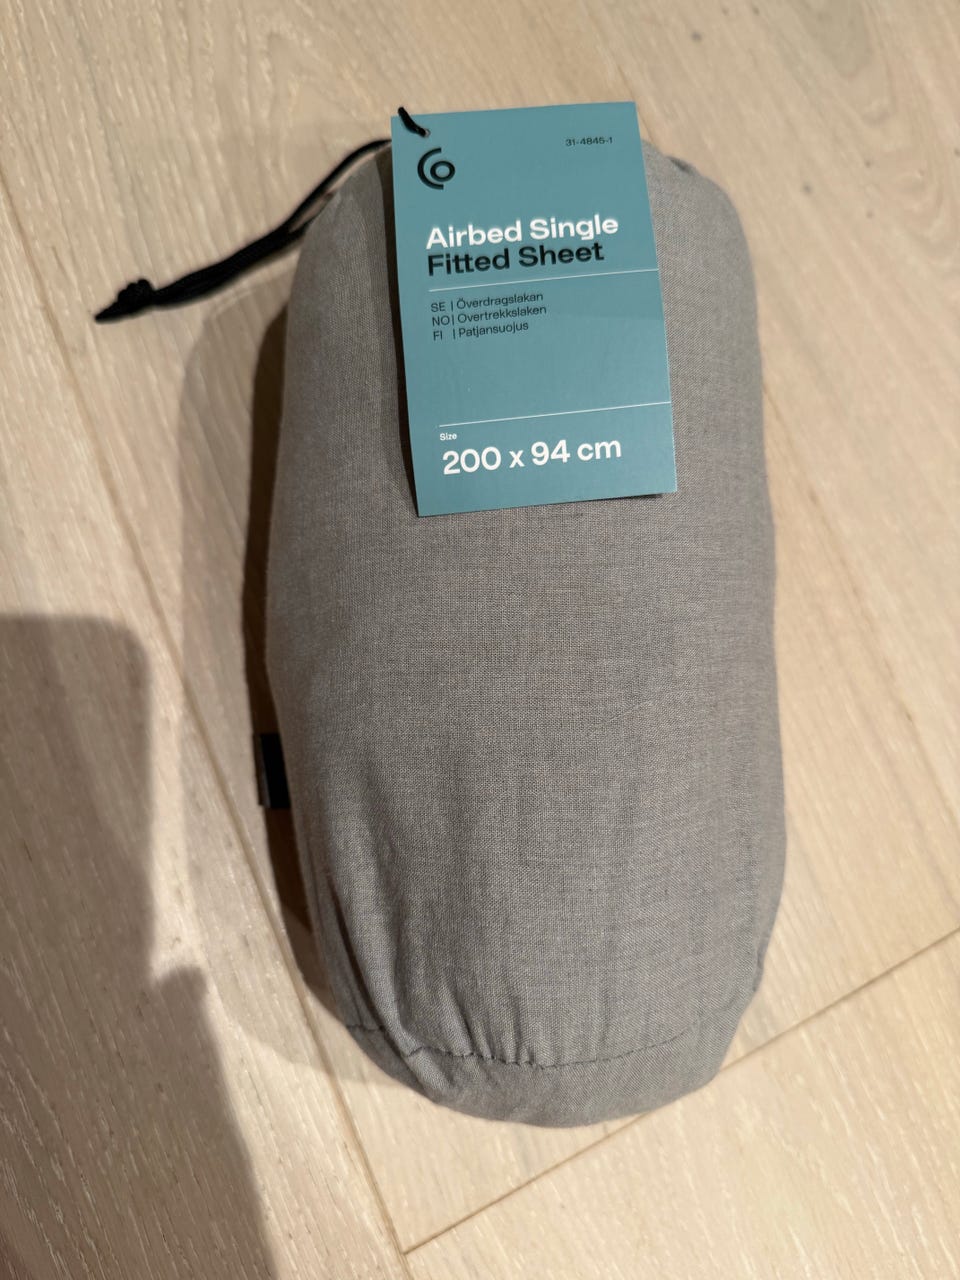 31-4845-1
Airbed Single
Fitted Sheet
SE | Överdragslakan
NO | Overtrekkslaken
FI | Patjansuojus
Size
200 x 94 cm